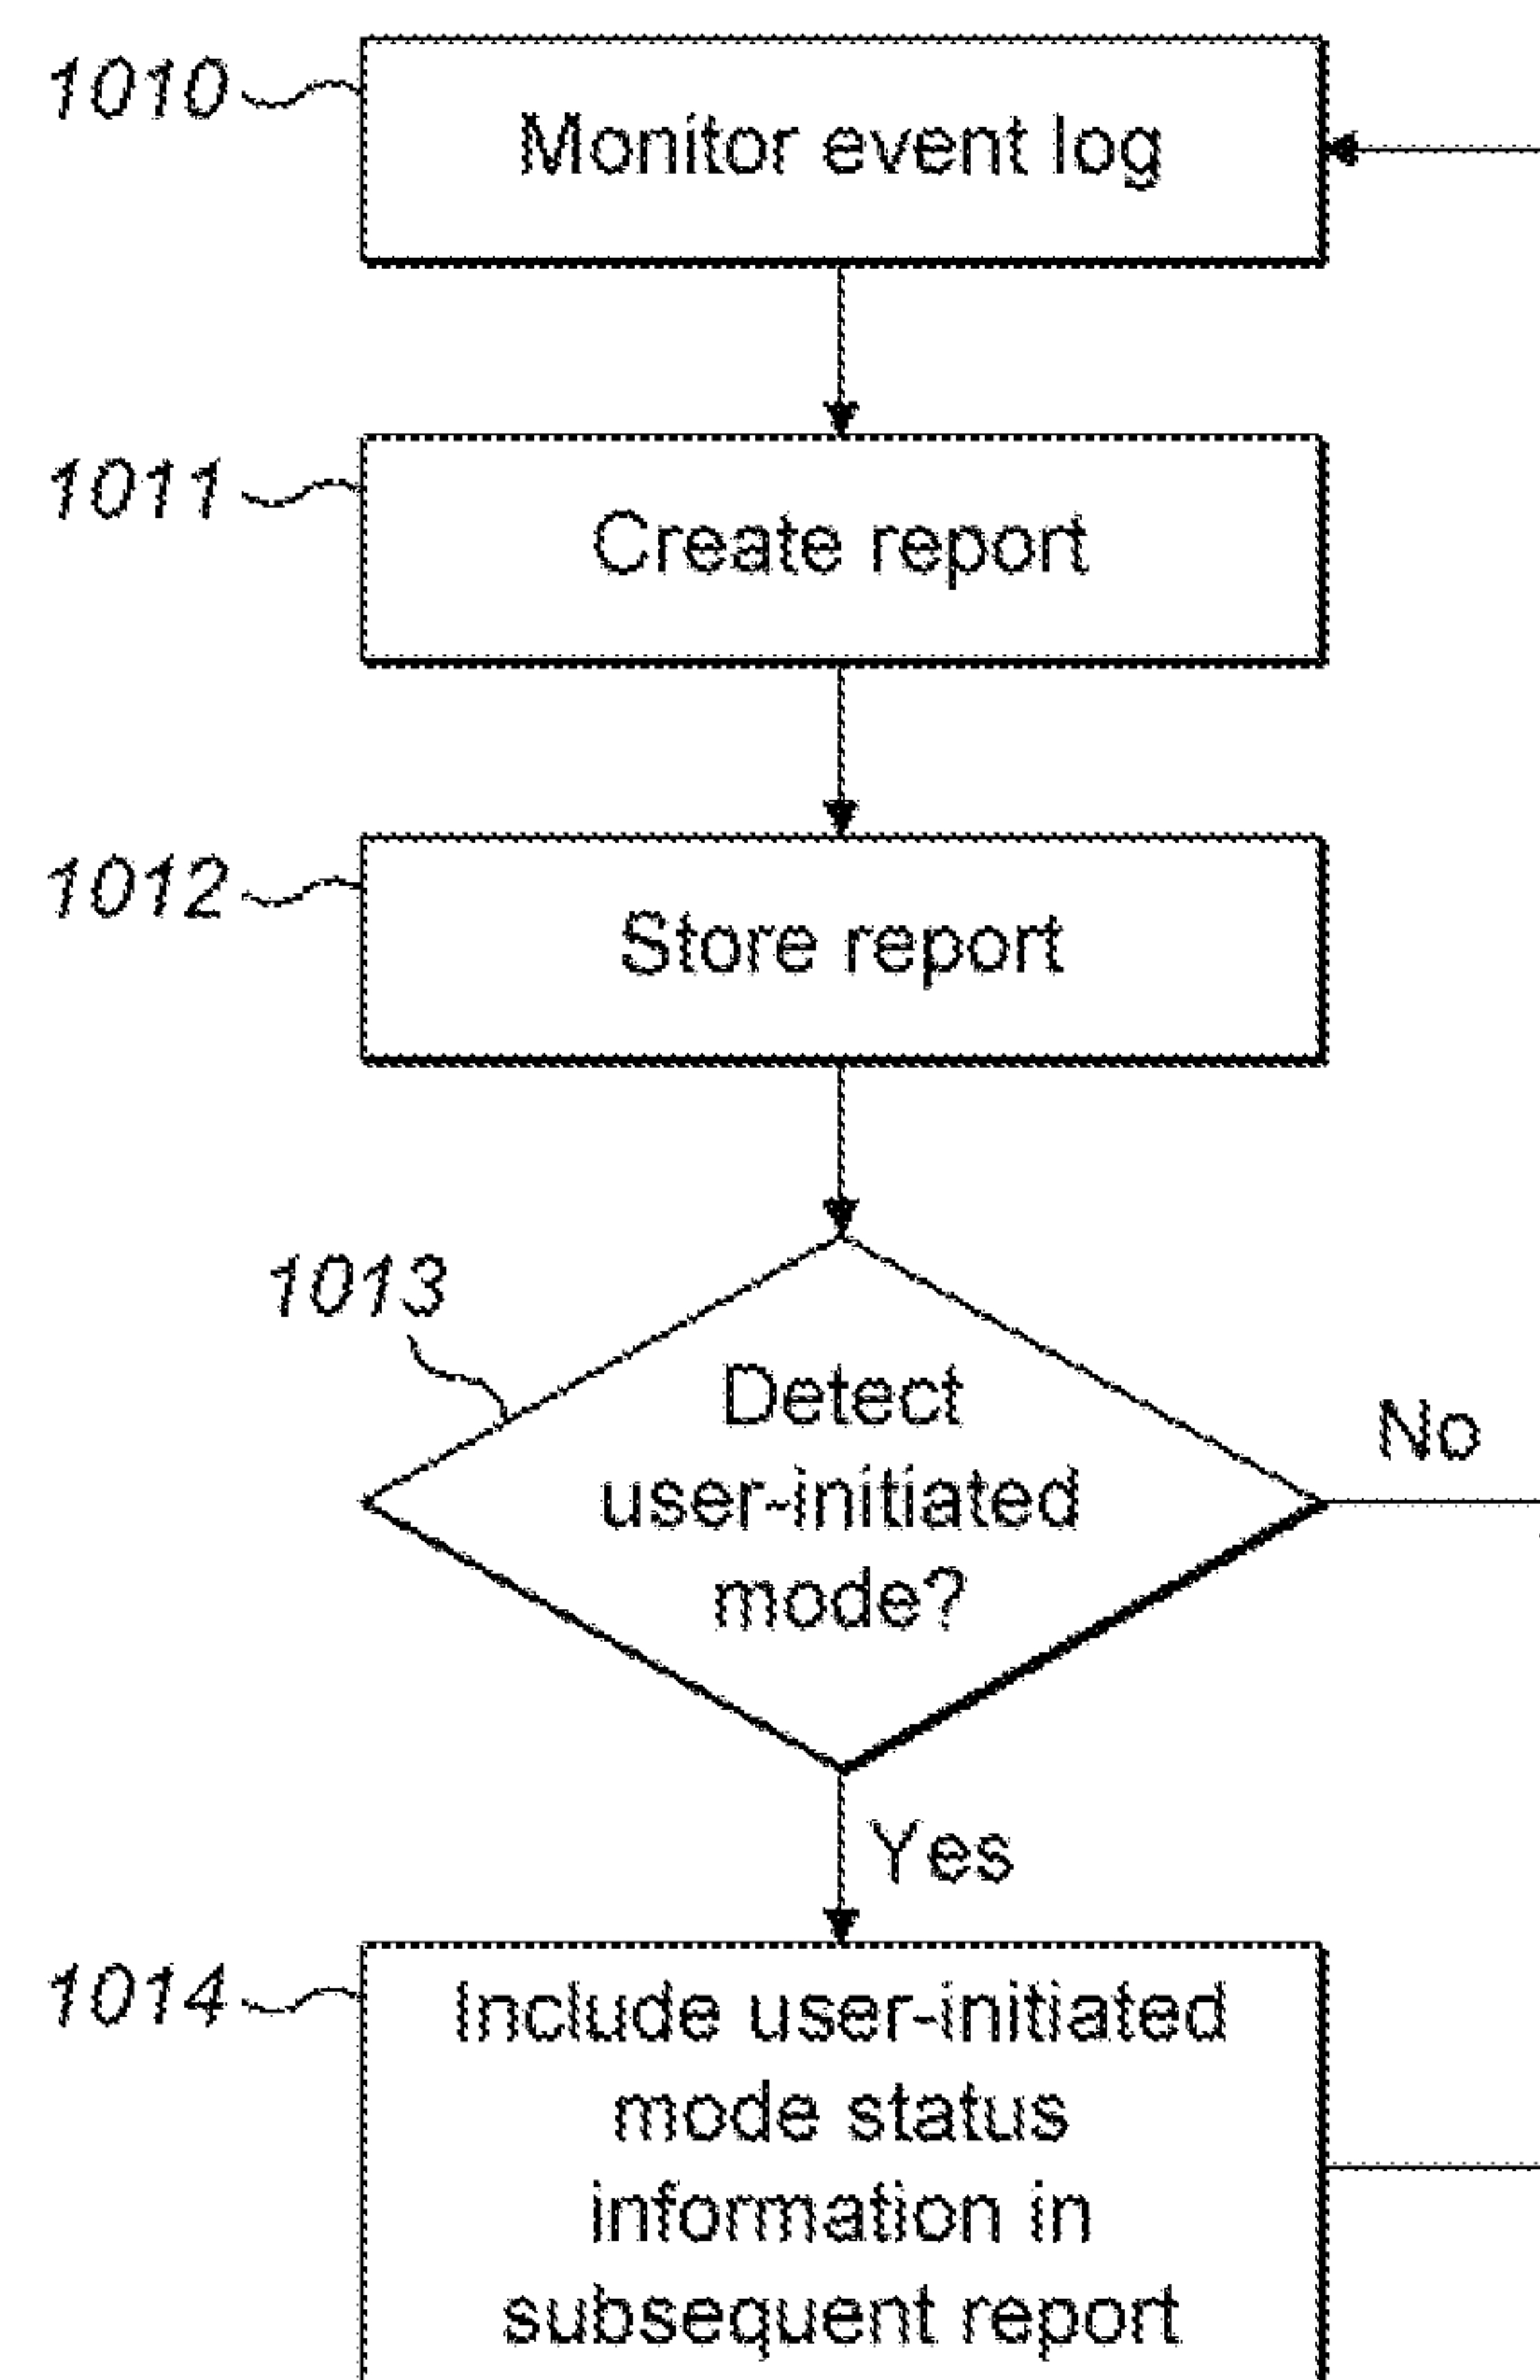 1010
Monitor event log
1011
Create report
1012
Store report
1013
Detect
user-initiated
mode?
No
Yes
1014
Include user-initiated
mode status
information in
subsequent report